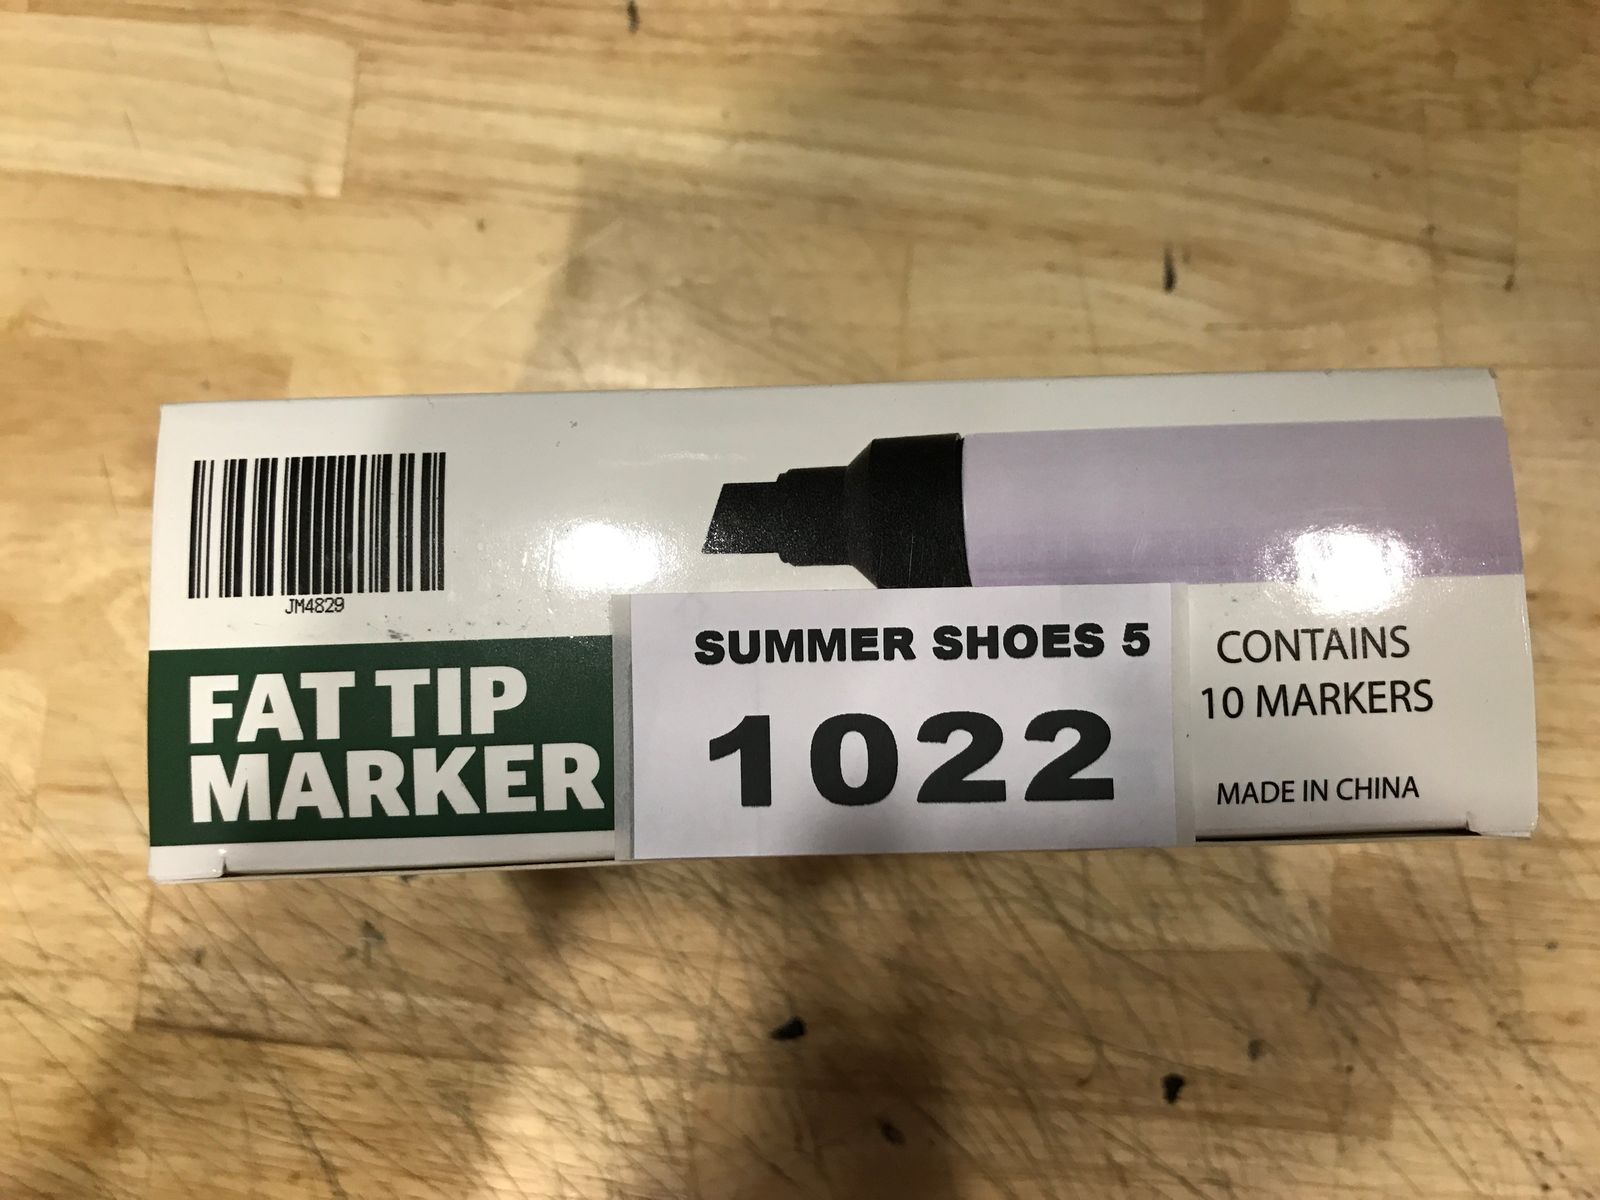 JM4829
FAT TIP
MARKER
SUMMER SHOES 5
1022
CONTAINS
10 MARKERS
MADE IN CHINA